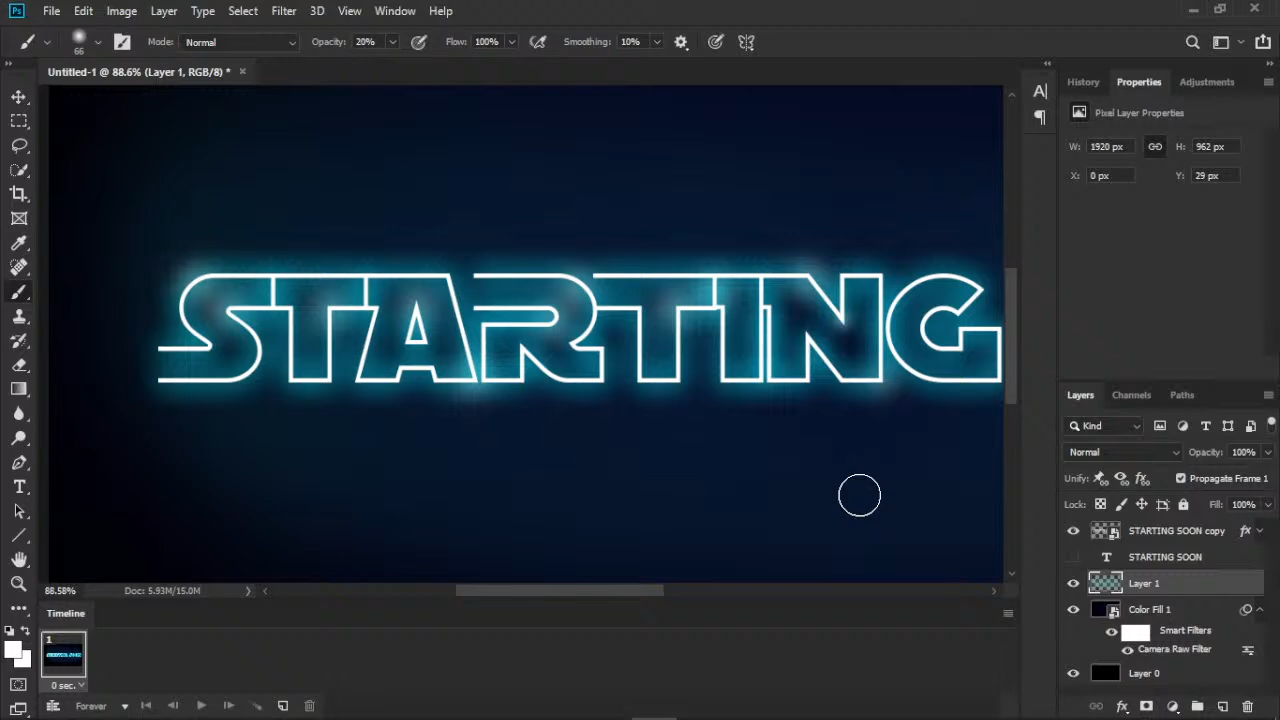 Ps File Edit Image Layer Type Select Filter 3D View Window Help
66 Mode: Normal Opacity: 20% Flow: 100% Smoothing: 10%
Untitled-1 @ 88.6% (Layer 1, RGB/8) *
History Properties Adjustments
Pixel Layer Properties
W: 1920 px H: 962 px
X: 0 px Y: 29 px
STARTING
Layers Channels Paths
Kind
Normal Opacity: 100%
Unify: Propagate Frame 1
Lock: Fill: 100%
STARTING SOON copy fx
STARTING SOON
Layer 1
Color Fill 1
Smart Filters
Camera Raw Filter
Layer 0
88.58% Doc: 5.93M/15.0M
Timeline
1
0 sec.
Forever